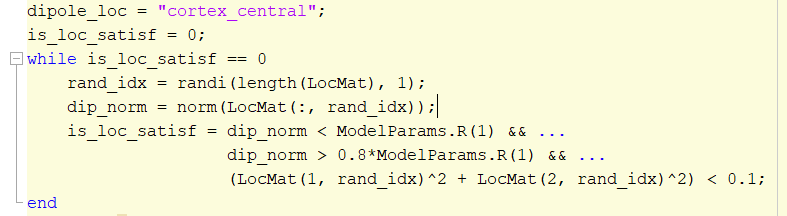 dipole_loc = "cortex_central";
is_loc_satisf = 0;
while is_loc_satisf == 0
    rand_idx = randi(length(LocMat), 1);
    dip_norm = norm(LocMat(:, rand_idx));
    is_loc_satisf = dip_norm < ModelParams.R(1) && ...
                    dip_norm > 0.8*ModelParams.R(1) && ...
                    (LocMat(1, rand_idx)^2 + LocMat(2, rand_idx)^2) < 0.1;
end